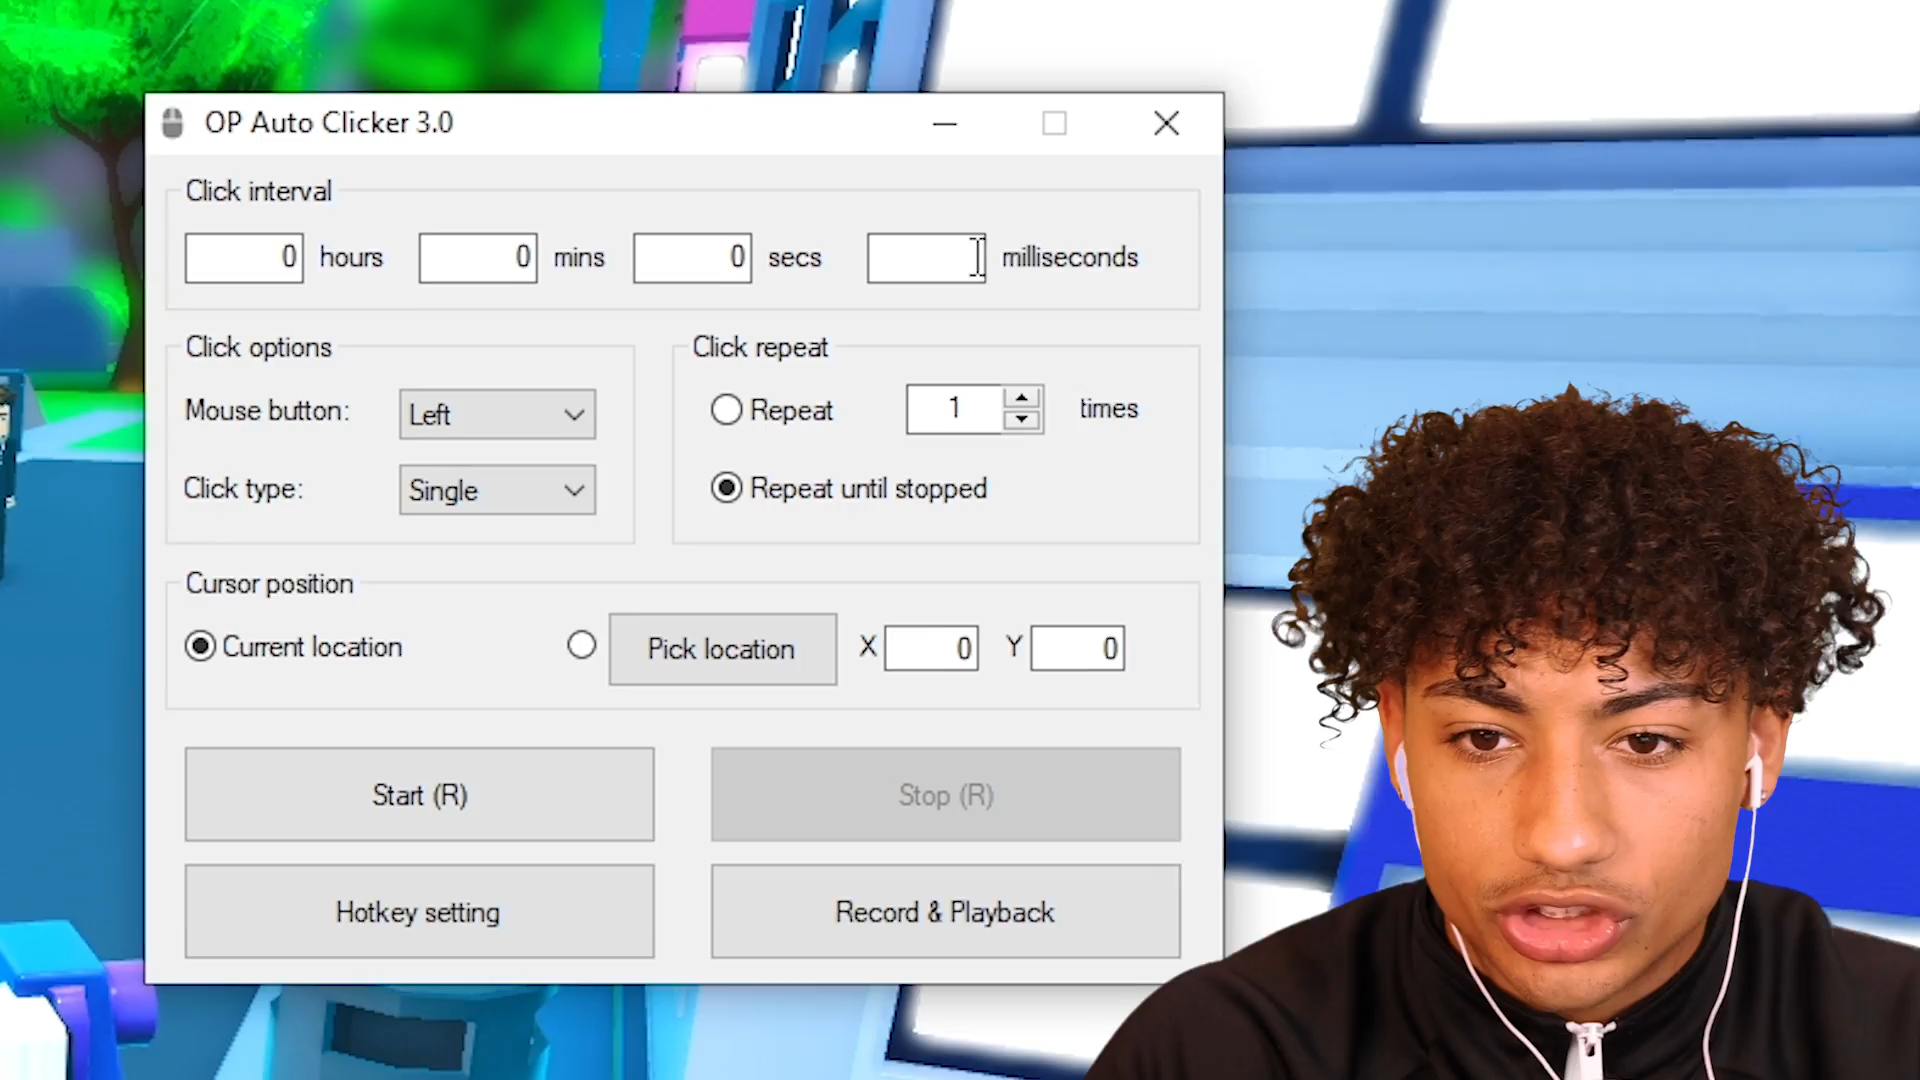 OP Auto Clicker 3.0
Click interval
0 hours 0 mins 0 secs milliseconds
Click options
Mouse button: Left
Click type: Single
Click repeat
Repeat 1 times
Repeat until stopped
Cursor position
Current location Pick location X 0 Y 0
Start (R) Stop (R)
Hotkey setting Record & Playback